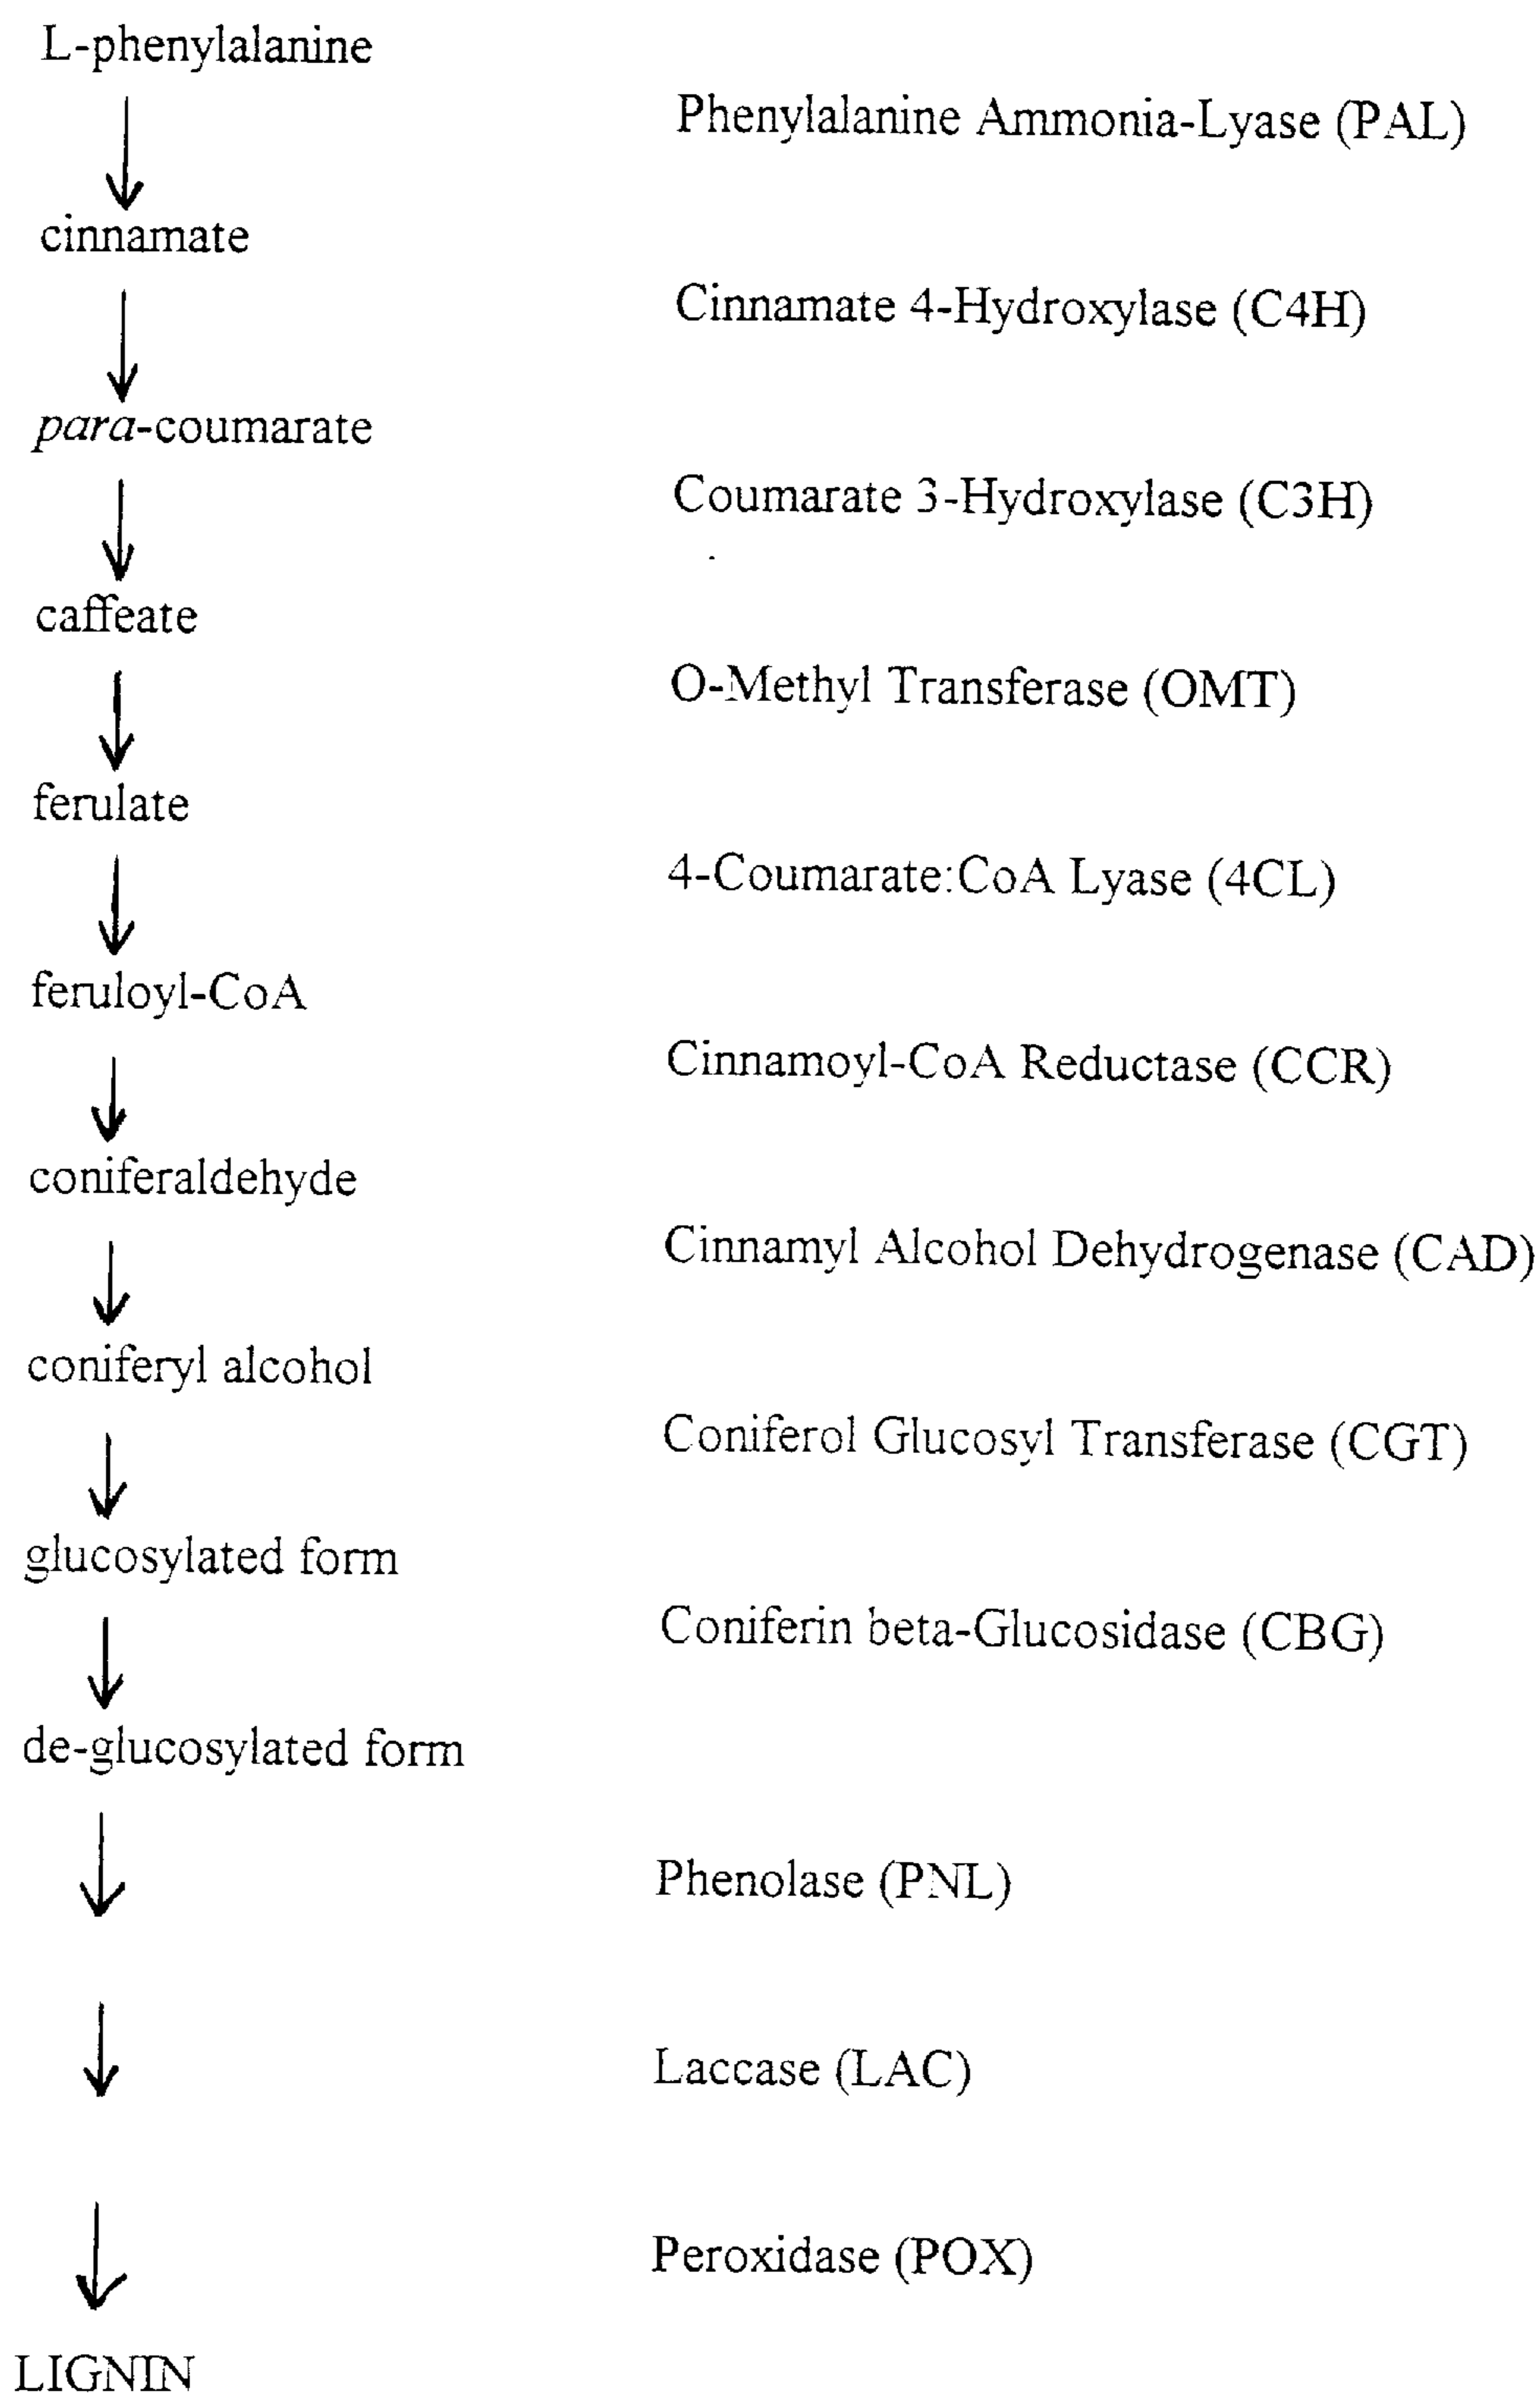 L-phenylalanine
Phenylalanine Ammonia-Lyase (PAL)
cinnamate
Cinnamate 4-Hydroxylase (C4H)
para-coumarate
Coumarate 3-Hydroxylase (C3H)
caffeate
O-Methyl Transferase (OMT)
ferulate
4-Coumarate:CoA Lyase (4CL)
feruloyl-CoA
Cinnamoyl-CoA Reductase (CCR)
coniferaldehyde
Cinnamyl Alcohol Dehydrogenase (CAD)
coniferyl alcohol
Coniferol Glucosyl Transferase (CGT)
glucosylated form
Coniferin beta-Glucosidase (CBG)
de-glucosylated form
Phenolase (PNL)
Laccase (LAC)
Peroxidase (POX)
LIGNIN